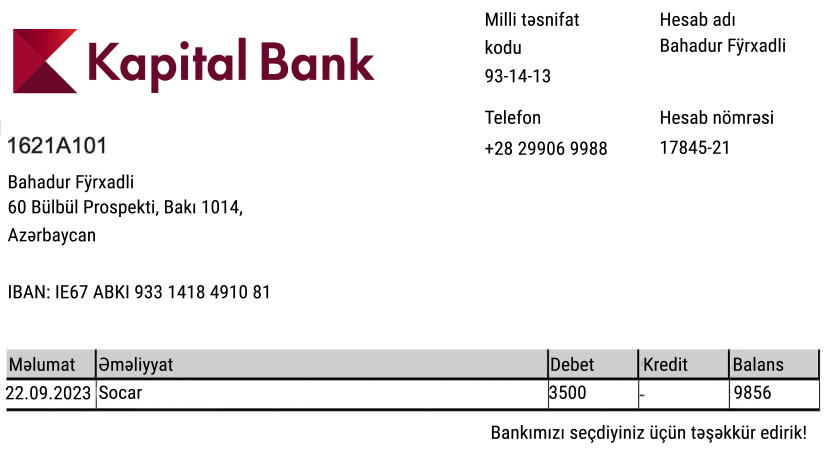 Kapital Bank
Milli təsnifat
kodu
93-14-13
Hesab adı
Bahadur Fÿrxadli
Telefon
+28 29906 9988
Hesab nömrəsi
17845-21
1621A101
Bahadur Fÿrxadli
60 Bülbül Prospekti, Bakı 1014,
Azərbaycan
IBAN: IE67 ABKI 933 1418 4910 81
Məlumat Əməliyyat Debet Kredit Balans
22.09.2023 Socar 3500 - 9856
Bankımızı seçdiyiniz üçün təşəkkür edirik!